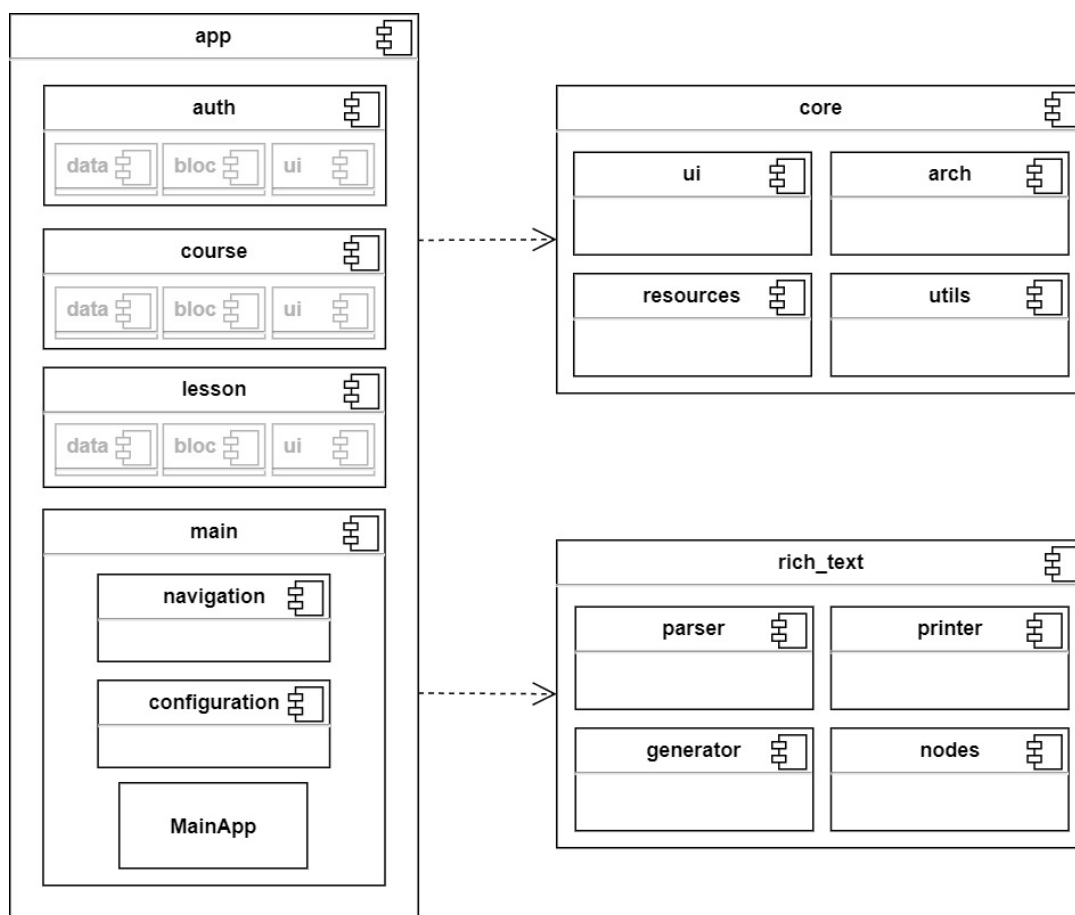 app
auth
data bloc ui
course
data bloc ui
lesson
data bloc ui
main
navigation
configuration
MainApp
core
ui arch
resources utils
rich_text
parser printer
generator nodes